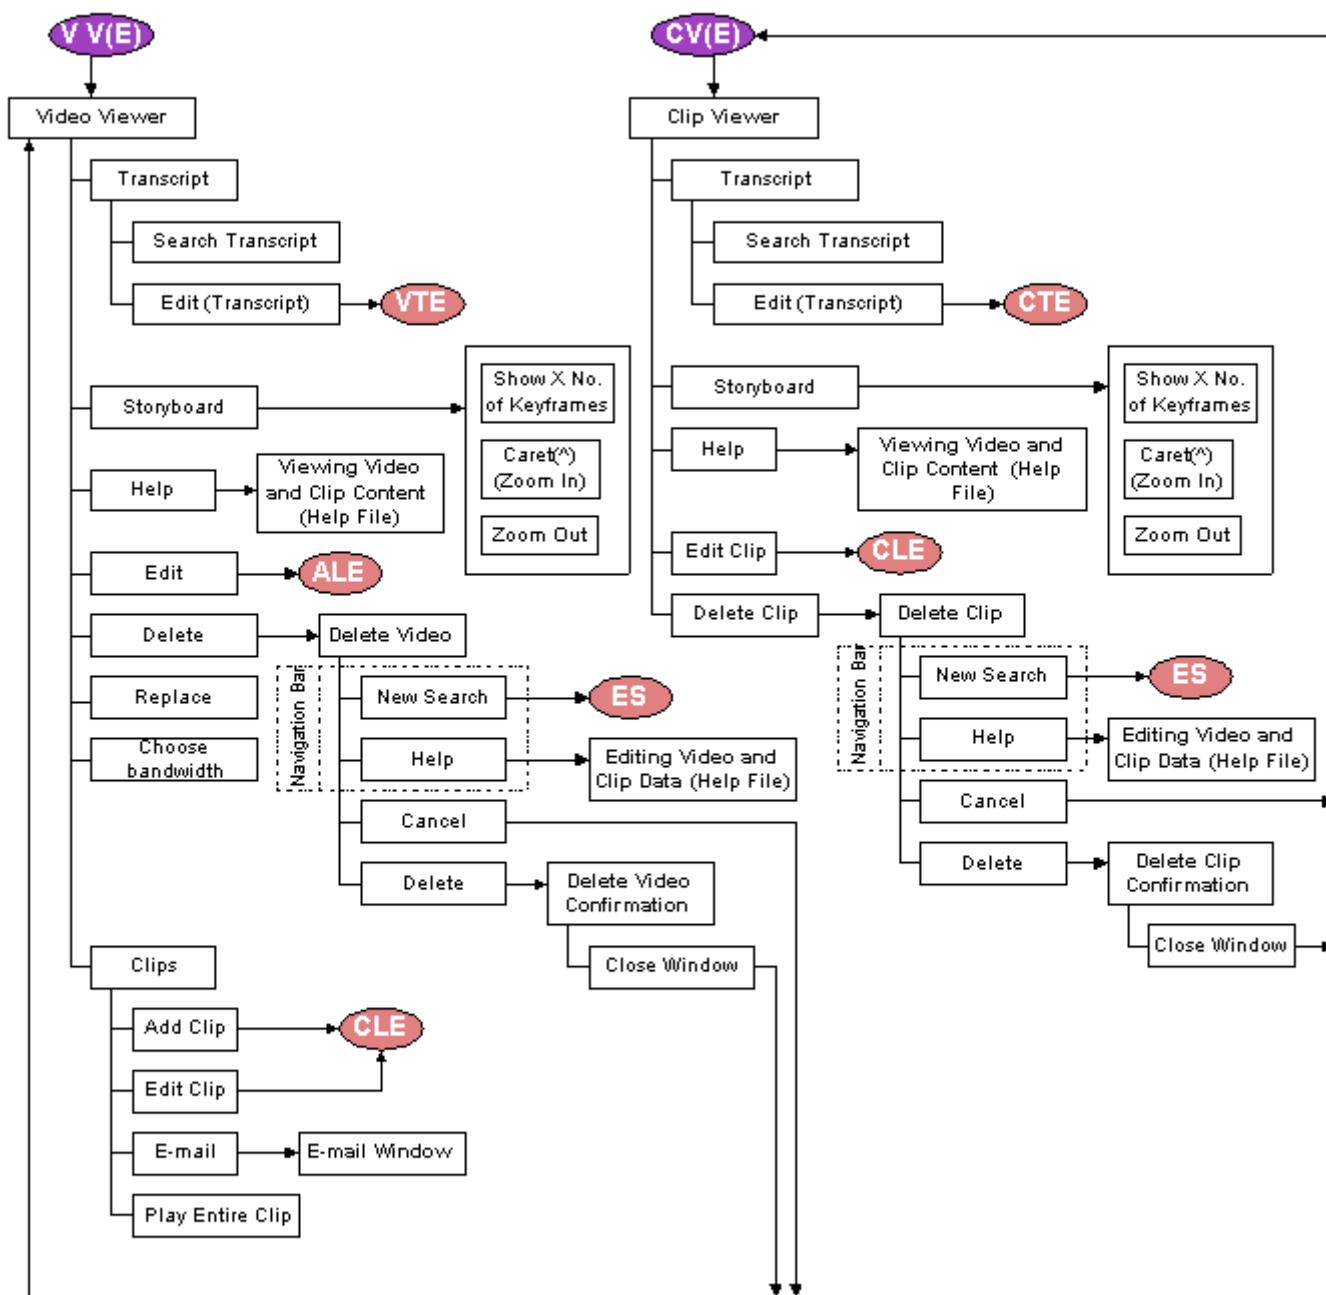 V V(E)
Video Viewer
Transcript
Search Transcript
Edit (Transcript)
VTE
Storyboard
Show X No.
of Keyframes
Caret(^)
(Zoom In)
Zoom Out
Help
Viewing Video
and Clip Content
(Help File)
Edit
ALE
Delete
Delete Video
Navigation Bar
New Search
ES
Help
Editing Video and
Clip Data (Help File)
Cancel
Delete
Delete Video
Confirmation
Close Window
Replace
Choose
bandwidth
Clips
Add Clip
CLE
Edit Clip
E-mail
E-mail Window
Play Entire Clip
CV(E)
Clip Viewer
Transcript
Search Transcript
Edit (Transcript)
CTE
Storyboard
Show X No.
of Keyframes
Caret(^)
(Zoom In)
Zoom Out
Help
Viewing Video and
Clip Content (Help
File)
Edit Clip
CLE
Delete Clip
Delete Clip
Navigation Bar
New Search
ES
Help
Editing Video and
Clip Data (Help File)
Cancel
Delete
Delete Clip
Confirmation
Close Window